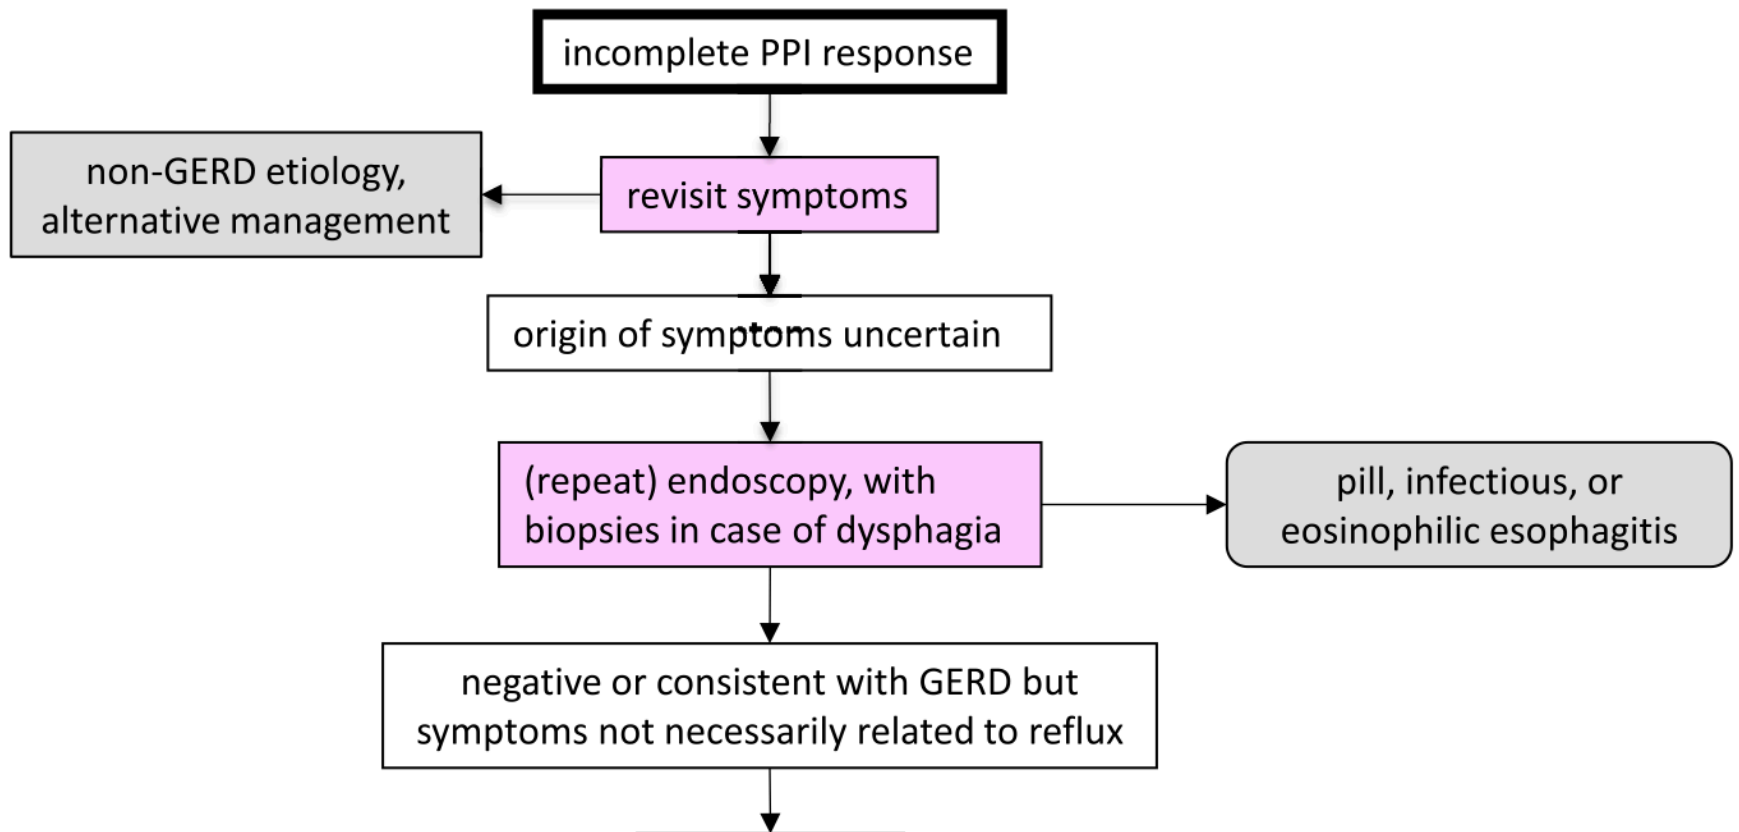 incomplete PPI response
non-GERD etiology,
alternative management
revisit symptoms
origin of symptoms uncertain
(repeat) endoscopy, with
biopsies in case of dysphagia
pill, infectious, or
eosinophilic esophagitis
negative or consistent with GERD but
symptoms not necessarily related to reflux